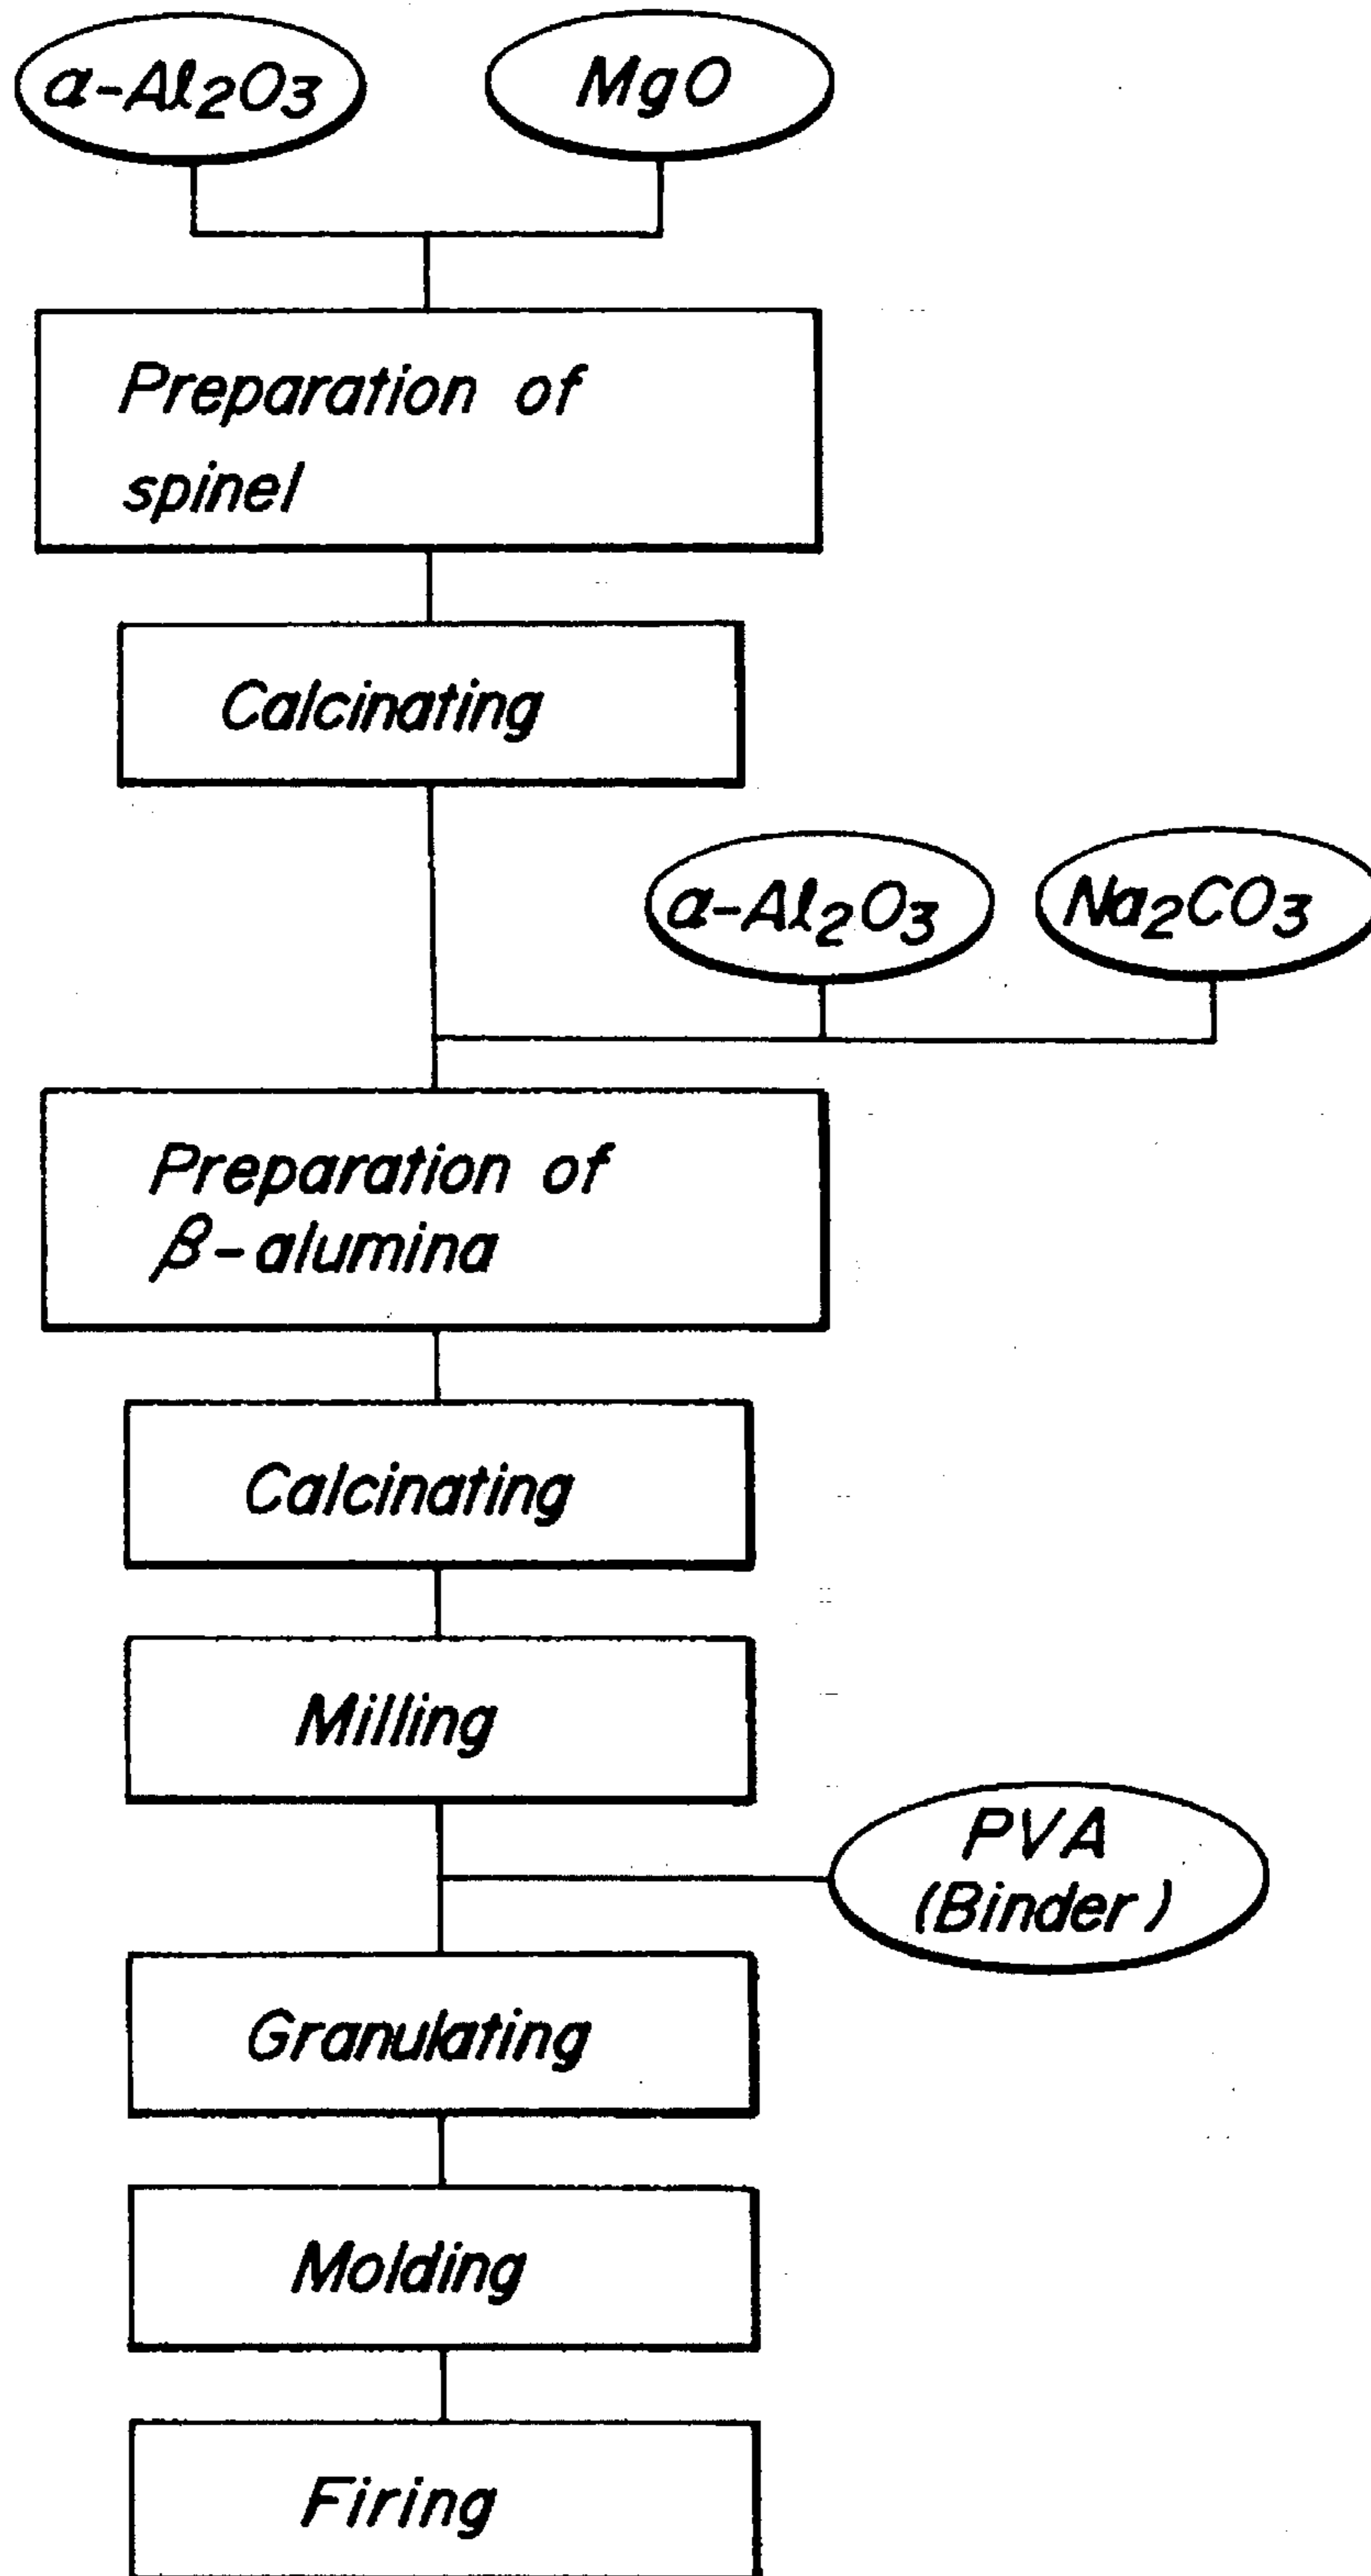 α-Al2O3
MgO
Preparation of
spinel
Calcinating
α-Al2O3
Na2CO3
Preparation of
β-alumina
Calcinating
Milling
PVA
(Binder)
Granulating
Molding
Firing